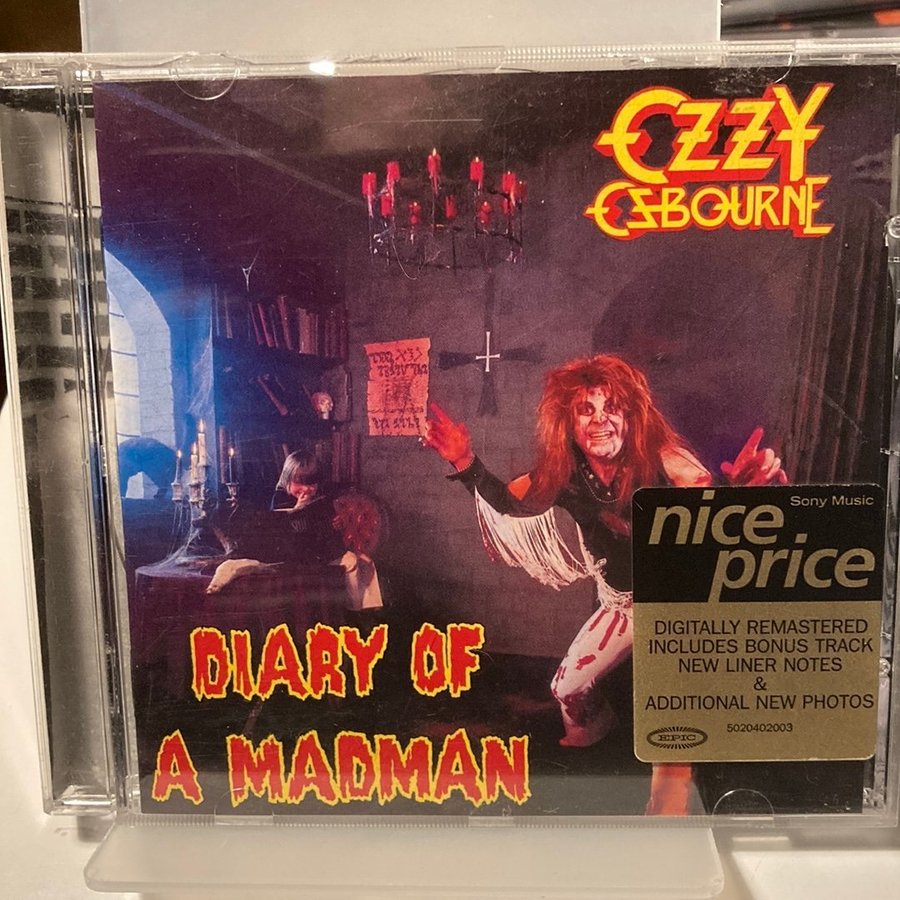 OZZY
OSBOURNE
Sony Music
nice
price
DIGITALLY REMASTERED
INCLUDES BONUS TRACK
NEW LINER NOTES
&
ADDITIONAL NEW PHOTOS
5020402003
EPIC
DIARY OF
A MADMAN